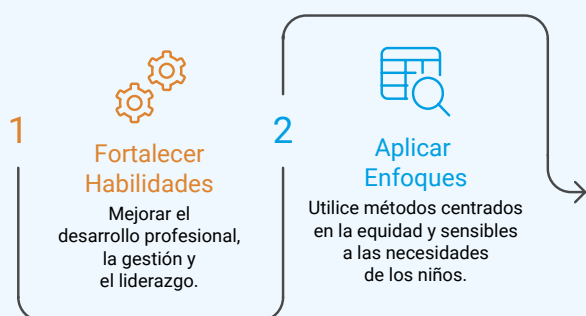 1
Fortalecer
Habilidades
Mejorar el
desarrollo profesional,
la gestión y
el liderazgo.
2
Aplicar
Enfoques
Utilice métodos centrados
en la equidad y sensibles
a las necesidades
de los niños.